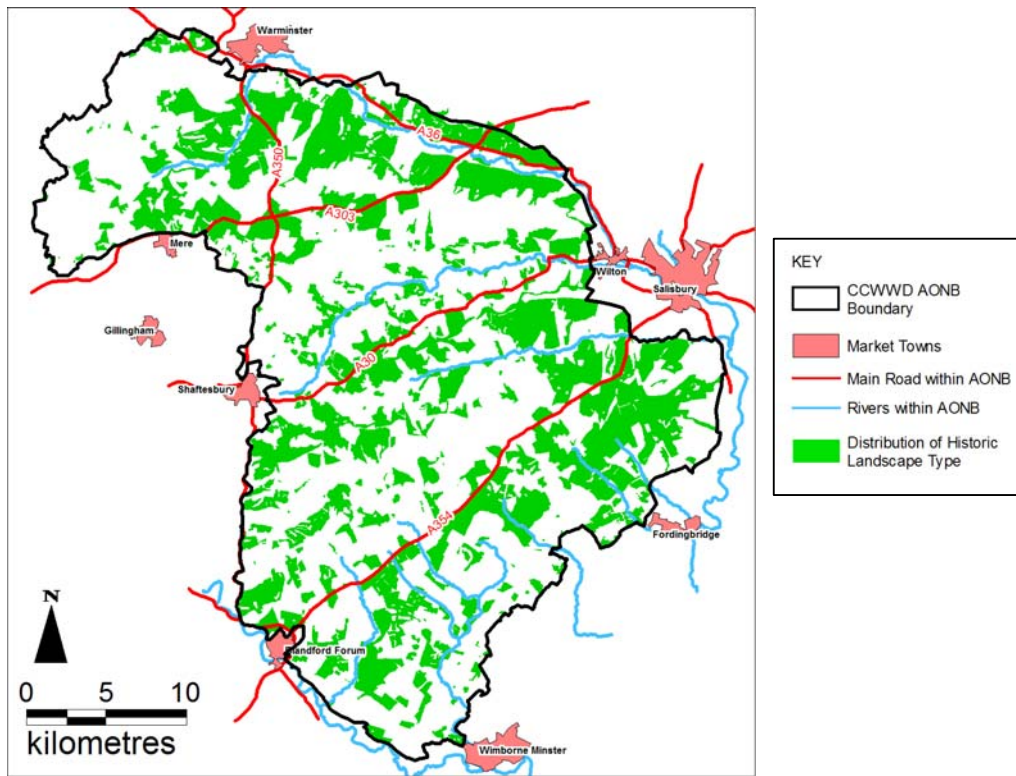 Warminster
A36
A350
A303
Mere
Wilton
Salisbury
Gillingham
A30
Shaftesbury
A354
Fordingbridge
Blandford Forum
Wimborne Minster
N
0 5 10
kilometres
KEY
CCWWD AONB
Boundary
Market Towns
Main Road within AONB
Rivers within AONB
Distribution of Historic
Landscape Type